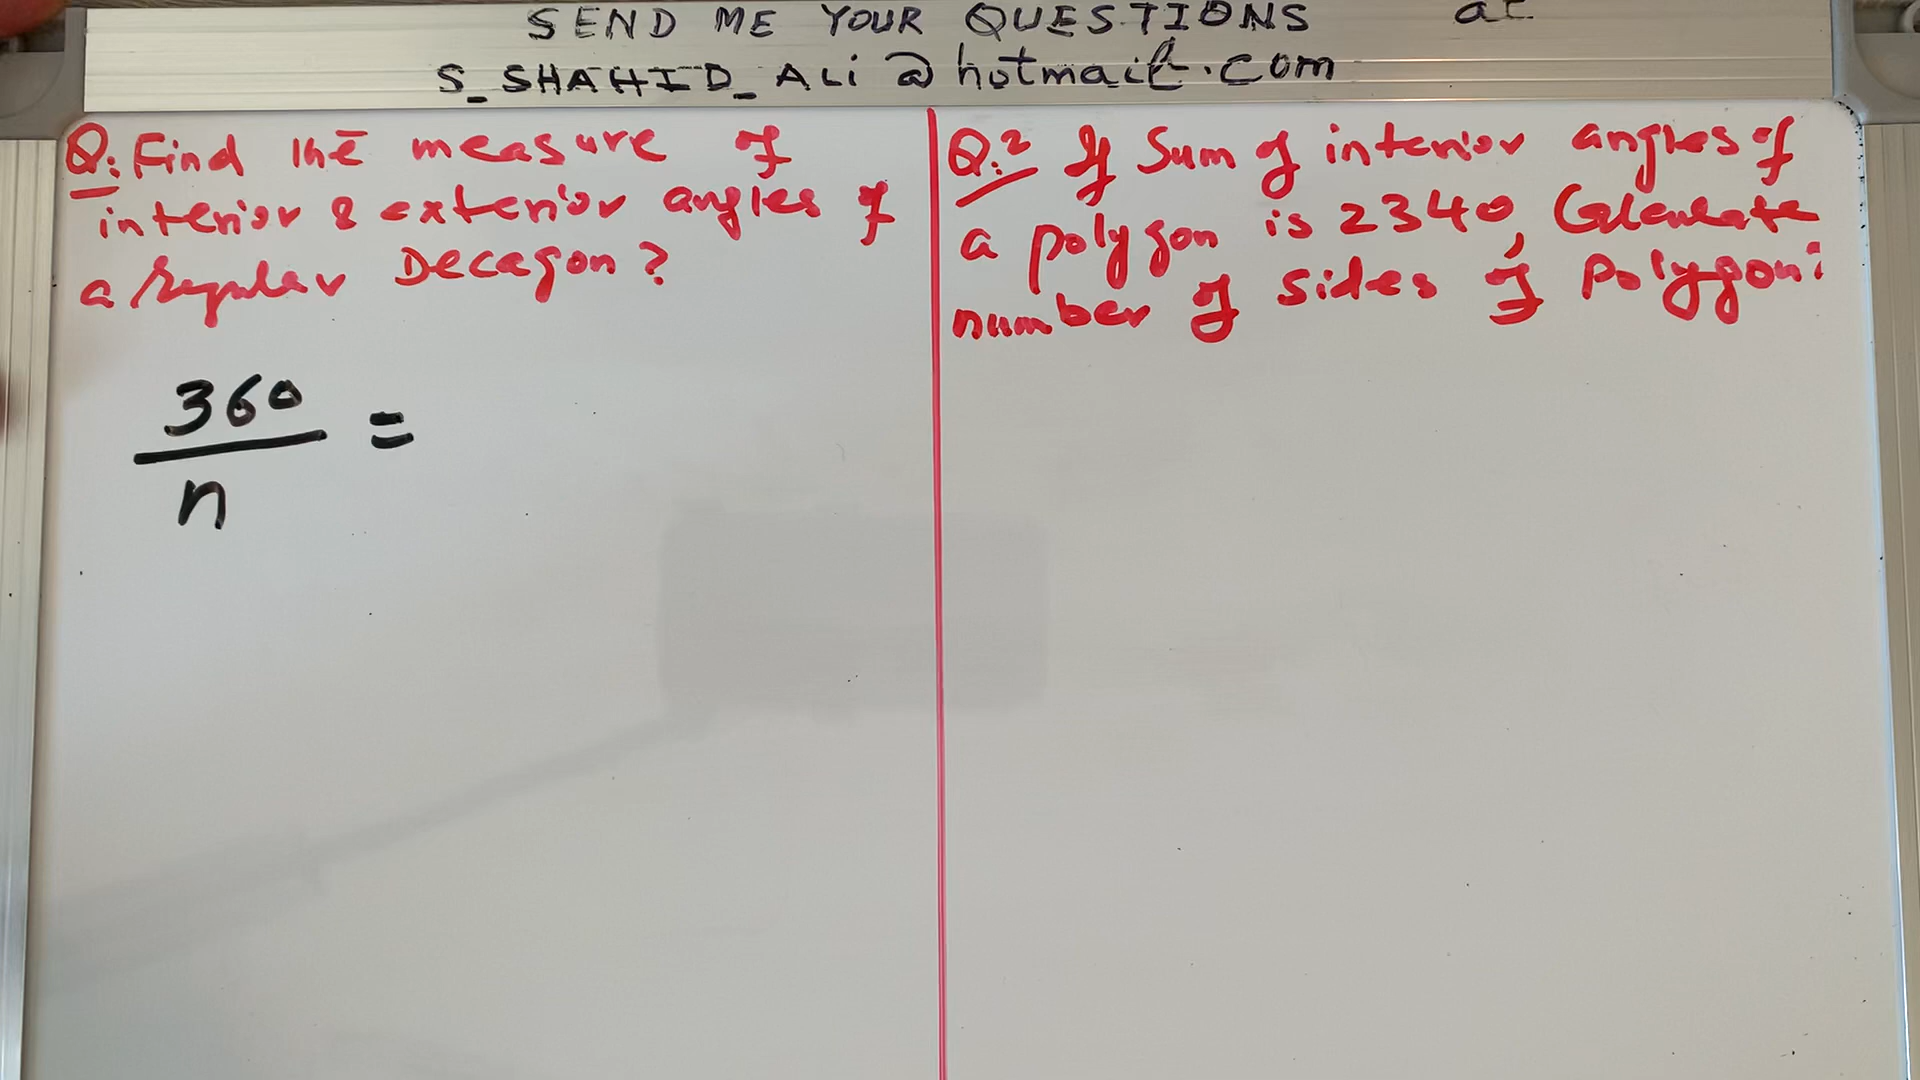 SEND ME YOUR QUESTIONS at
S_SHAHID_ALi@hotmail.com
Q: Find the measure of
interior & exterior angles of
a regular Decagon?
360
n
=
Q:2 If Sum of interior angles of
a polygon is 2340, Calculate
number of sides of Polygon: